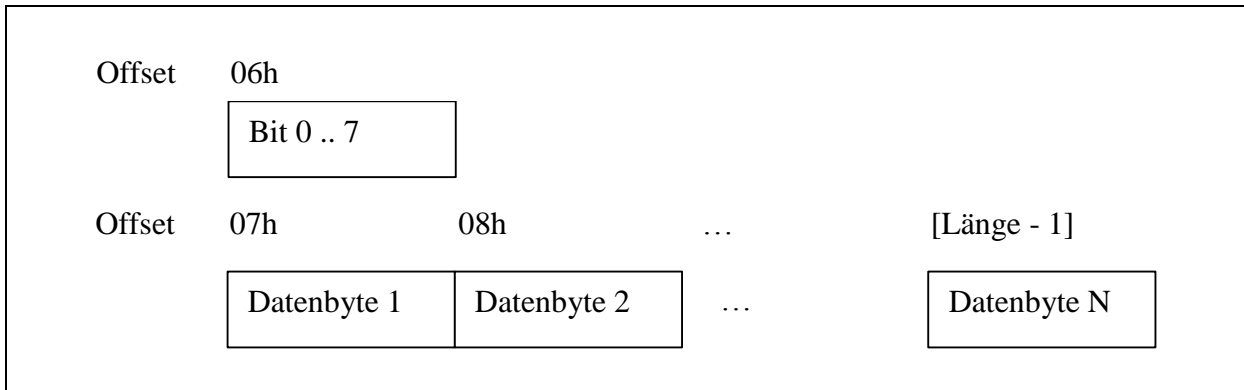 Offset 06h
Bit 0 .. 7
Offset 07h 08h … [Länge - 1]
Datenbyte 1 Datenbyte 2 … Datenbyte N